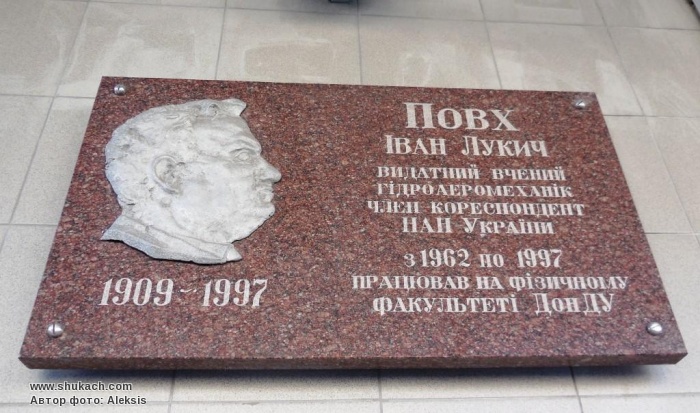 ПОВХ
ІВАН ЛУКИЧ
ВИДАТНИЙ ВЧЕНИЙ
ГІДРОАЕРОМЕХАНІК
ЧЛЕН КОРЕСПОНДЕНТ
НАН УКРАЇНИ
з 1962 по 1997
ПРАЦЮВАВ НА ФІЗИЧНОМУ
ФАКУЛЬТЕТІ ДонДУ
1909 ~ 1997
www.shukach.com
Автор фото: Aleksis